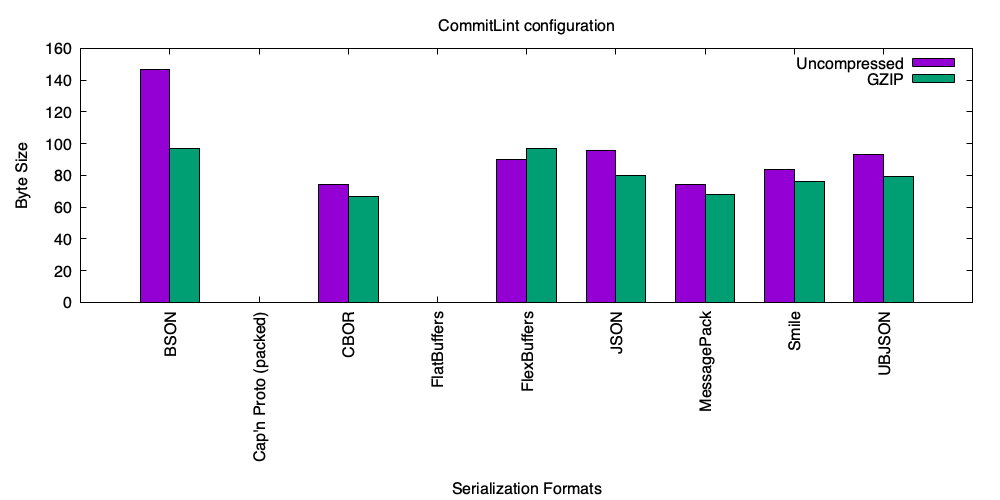 CommitLint configuration
160
140
120
100
80
60
40
20
0
Byte Size
Uncompressed
GZIP
BSON
Cap'n Proto (packed)
CBOR
FlatBuffers
FlexBuffers
JSON
MessagePack
Smile
UBJSON
Serialization Formats